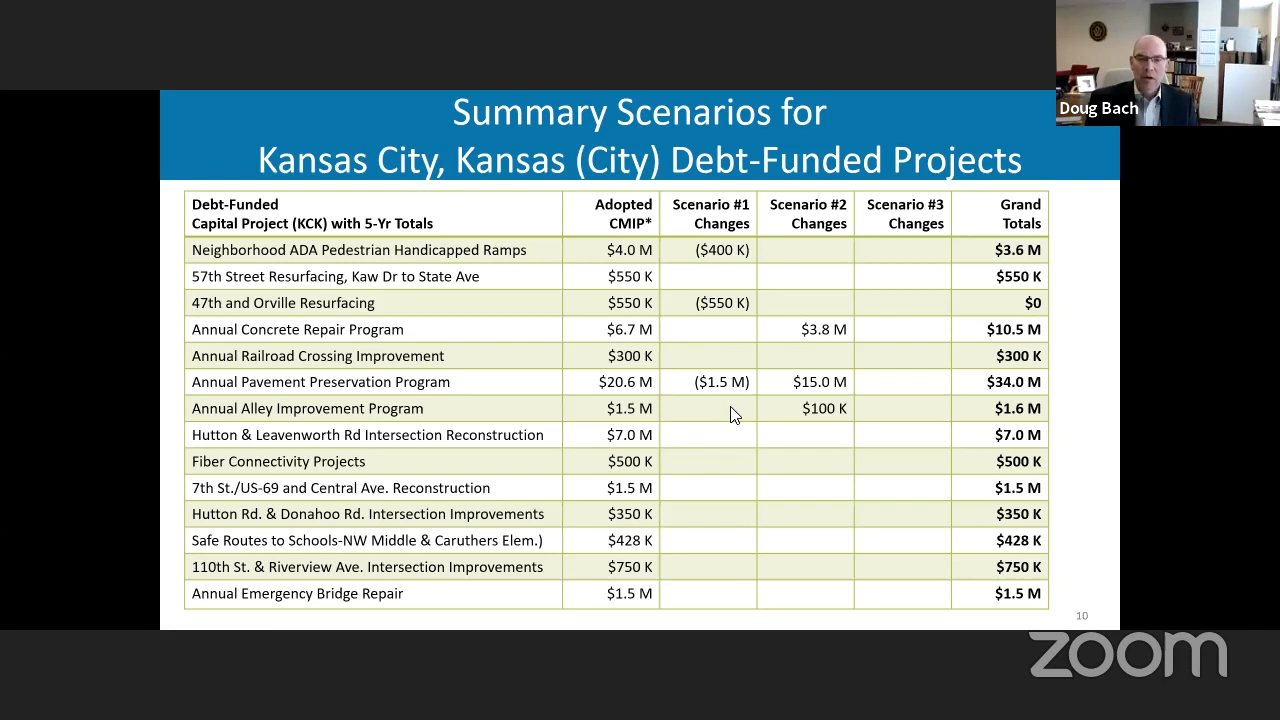 Doug Bach
Summary Scenarios for
Kansas City, Kansas (City) Debt-Funded Projects
Debt-Funded Capital Project (KCK) with 5-Yr Totals Adopted CMIP* Scenario #1 Changes Scenario #2 Changes Scenario #3 Changes Grand Totals
Neighborhood ADA Pedestrian Handicapped Ramps $4.0 M ($400 K) $3.6 M
57th Street Resurfacing, Kaw Dr to State Ave $550 K $550 K
47th and Orville Resurfacing $550 K ($550 K) $0
Annual Concrete Repair Program $6.7 M $3.8 M $10.5 M
Annual Railroad Crossing Improvement $300 K $300 K
Annual Pavement Preservation Program $20.6 M ($1.5 M) $15.0 M $34.0 M
Annual Alley Improvement Program $1.5 M $100 K $1.6 M
Hutton & Leavenworth Rd Intersection Reconstruction $7.0 M $7.0 M
Fiber Connectivity Projects $500 K $500 K
7th St./US-69 and Central Ave. Reconstruction $1.5 M $1.5 M
Hutton Rd. & Donahoo Rd. Intersection Improvements $350 K $350 K
Safe Routes to Schools-NW Middle & Caruthers Elem.) $428 K $428 K
110th St. & Riverview Ave. Intersection Improvements $750 K $750 K
Annual Emergency Bridge Repair $1.5 M $1.5 M
10
zoom